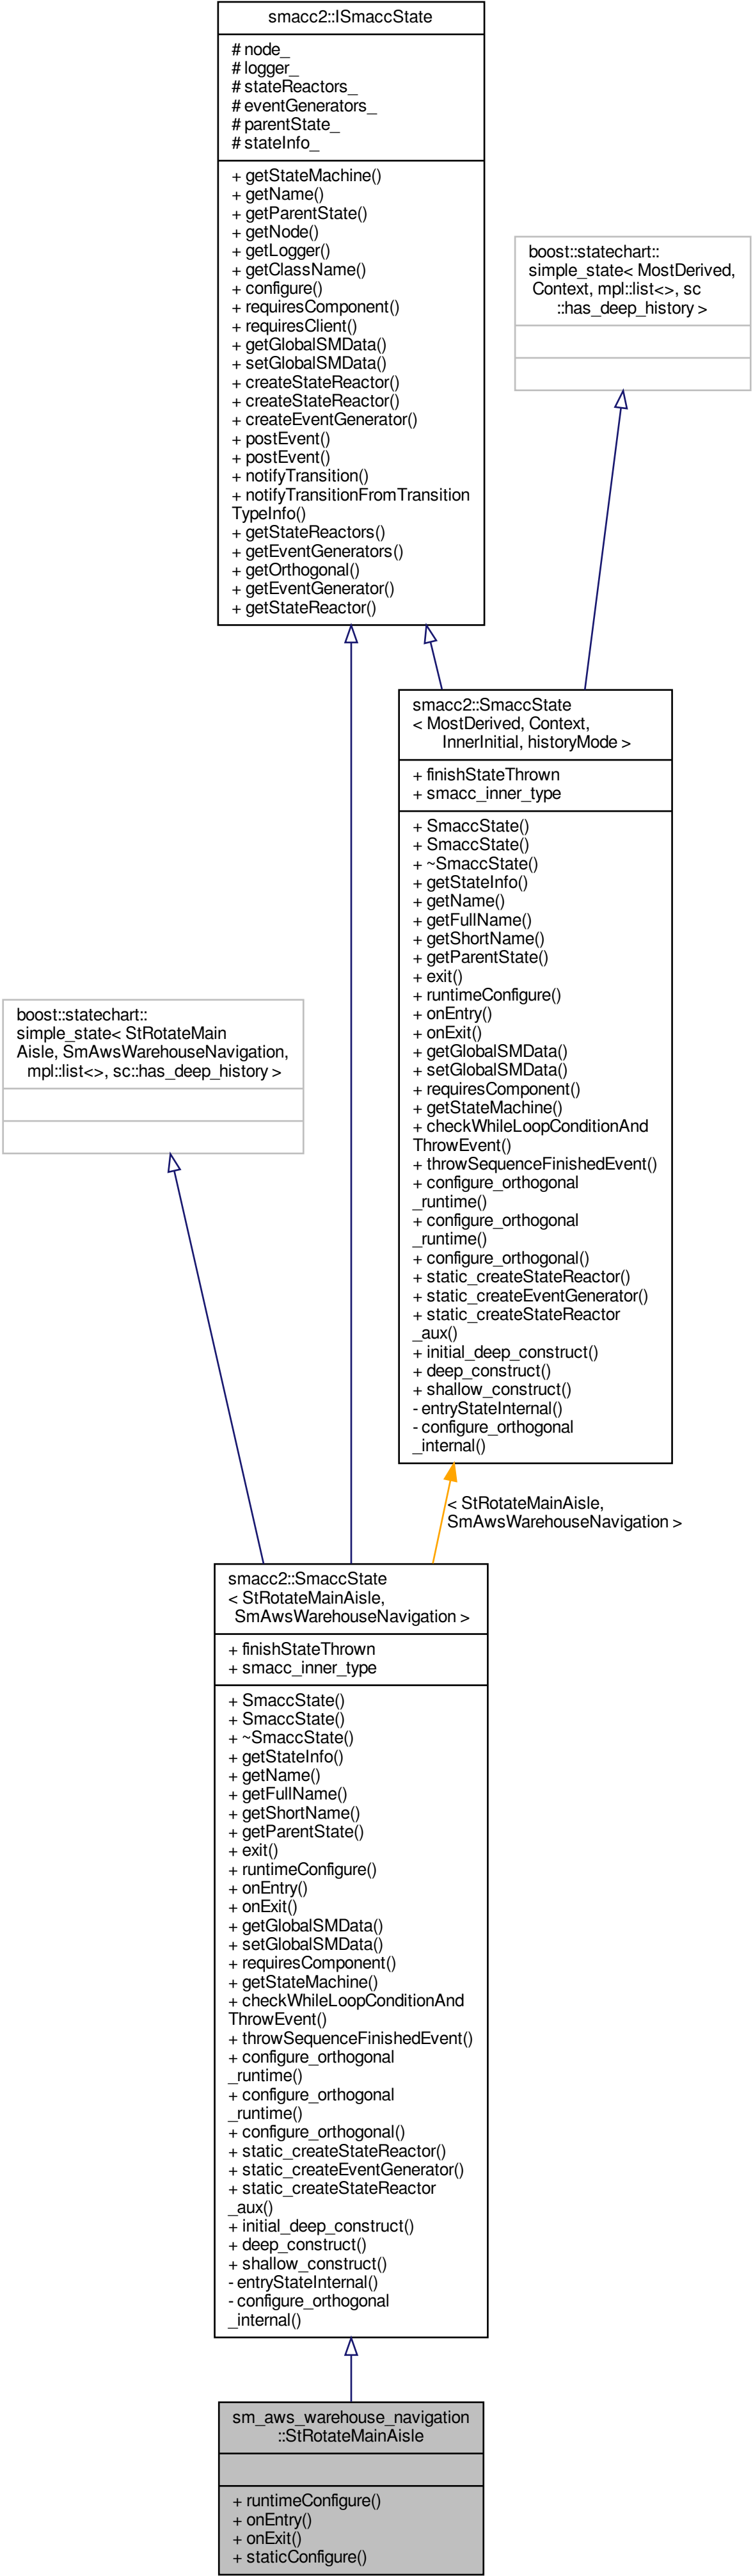 smacc2::ISmaccState
# node_
# logger_
# stateReactors_
# eventGenerators_
# parentState_
# stateInfo_
+ getStateMachine()
+ getName()
+ getParentState()
+ getNode()
+ getLogger()
+ getClassName()
+ configure()
+ requiresComponent()
+ requiresClient()
+ getGlobalSMData()
+ setGlobalSMData()
+ createStateReactor()
+ createStateReactor()
+ createEventGenerator()
+ postEvent()
+ postEvent()
+ notifyTransition()
+ notifyTransitionFromTransition
TypeInfo()
+ getStateReactors()
+ getEventGenerators()
+ getOrthogonal()
+ getEventGenerator()
+ getStateReactor()
boost::statechart::
simple_state< MostDerived,
Context, mpl::list<>, sc
::has_deep_history >
smacc2::SmaccState
< MostDerived, Context,
InnerInitial, historyMode >
+ finishStateThrown
+ smacc_inner_type
+ SmaccState()
+ SmaccState()
+ ~SmaccState()
+ getStateInfo()
+ getName()
+ getFullName()
+ getShortName()
+ getParentState()
+ exit()
+ runtimeConfigure()
+ onEntry()
+ onExit()
+ getGlobalSMData()
+ setGlobalSMData()
+ requiresComponent()
+ getStateMachine()
+ checkWhileLoopConditionAnd
ThrowEvent()
+ throwSequenceFinishedEvent()
+ configure_orthogonal
_runtime()
+ configure_orthogonal
_runtime()
+ configure_orthogonal()
+ static_createStateReactor()
+ static_createEventGenerator()
+ static_createStateReactor
_aux()
+ initial_deep_construct()
+ deep_construct()
+ shallow_construct()
- entryStateInternal()
- configure_orthogonal
_internal()
boost::statechart::
simple_state< StRotateMain
Aisle, SmAwsWarehouseNavigation,
mpl::list<>, sc::has_deep_history >
< StRotateMainAisle,
SmAwsWarehouseNavigation >
smacc2::SmaccState
< StRotateMainAisle,
SmAwsWarehouseNavigation >
+ finishStateThrown
+ smacc_inner_type
+ SmaccState()
+ SmaccState()
+ ~SmaccState()
+ getStateInfo()
+ getName()
+ getFullName()
+ getShortName()
+ getParentState()
+ exit()
+ runtimeConfigure()
+ onEntry()
+ onExit()
+ getGlobalSMData()
+ setGlobalSMData()
+ requiresComponent()
+ getStateMachine()
+ checkWhileLoopConditionAnd
ThrowEvent()
+ throwSequenceFinishedEvent()
+ configure_orthogonal
_runtime()
+ configure_orthogonal
_runtime()
+ configure_orthogonal()
+ static_createStateReactor()
+ static_createEventGenerator()
+ static_createStateReactor
_aux()
+ initial_deep_construct()
+ deep_construct()
+ shallow_construct()
- entryStateInternal()
- configure_orthogonal
_internal()
sm_aws_warehouse_navigation
::StRotateMainAisle
+ runtimeConfigure()
+ onEntry()
+ onExit()
+ staticConfigure()